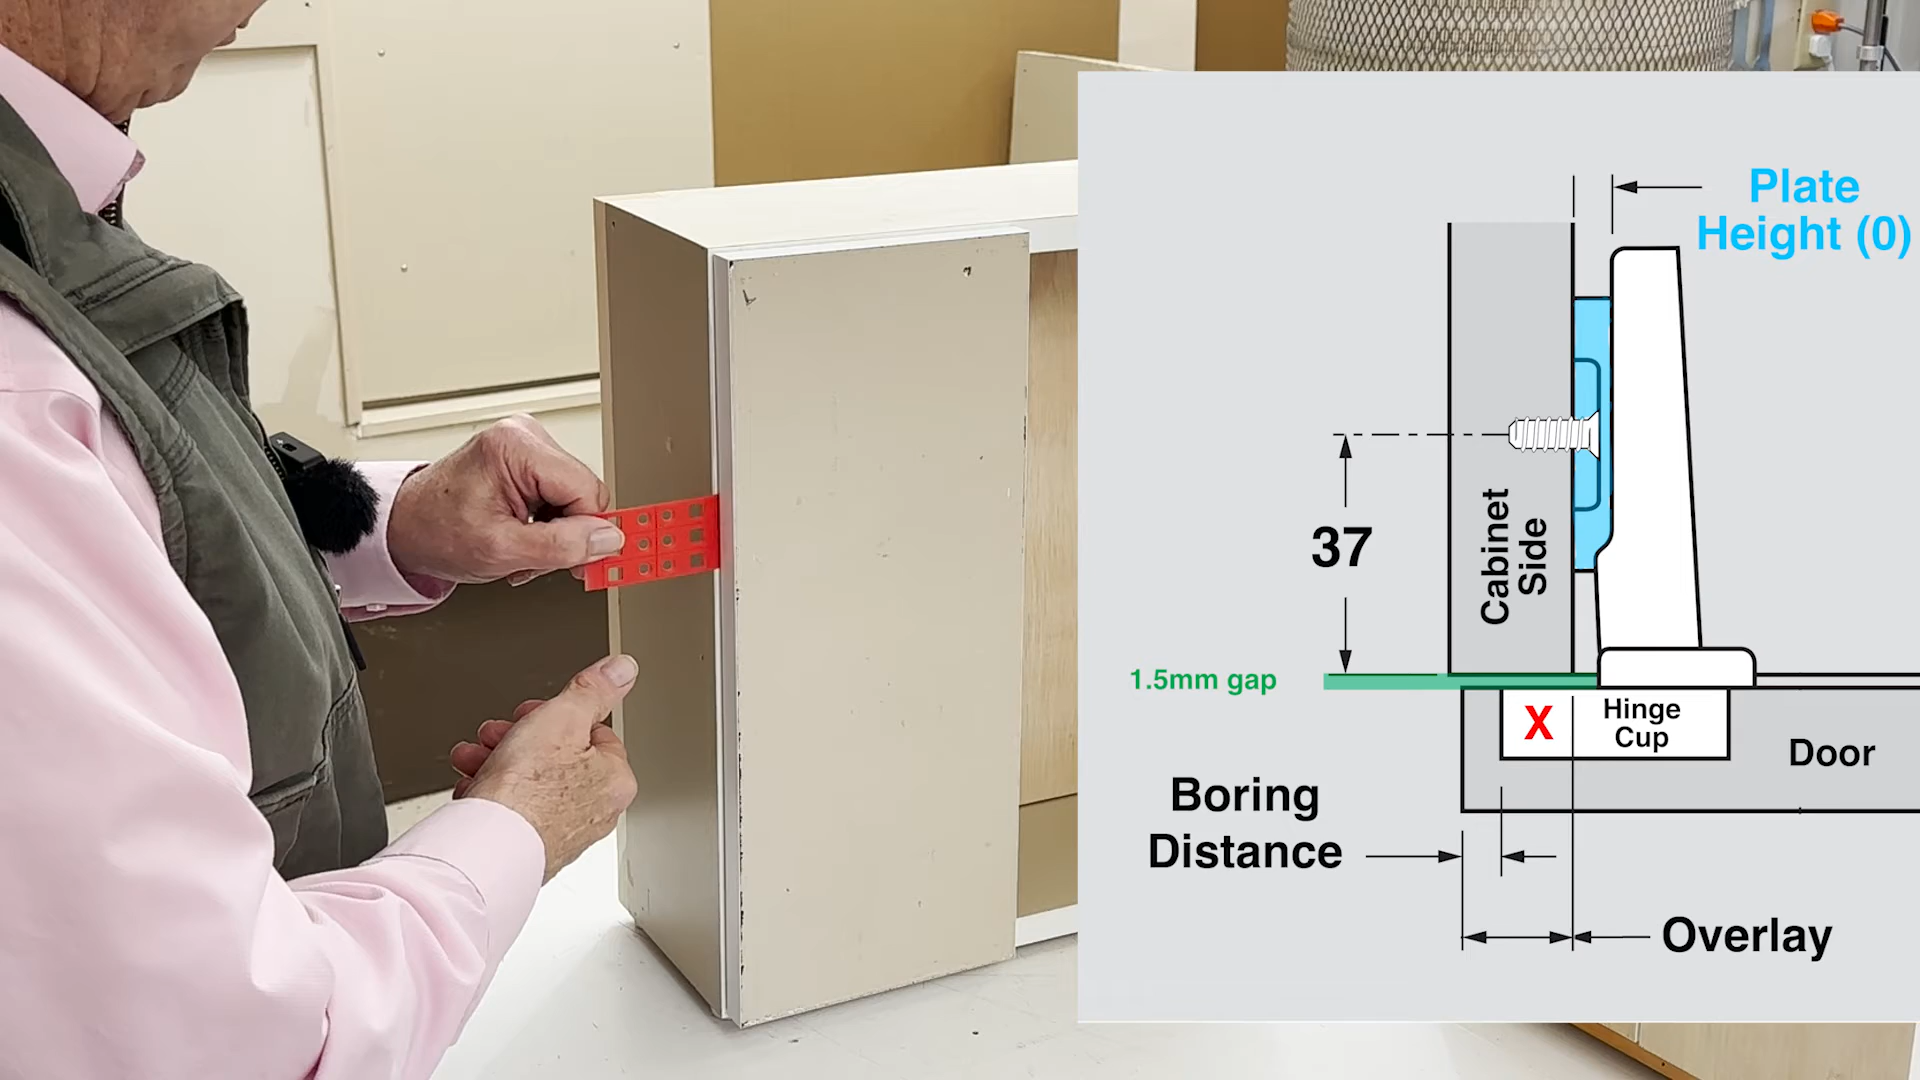 Plate
Height (0)
Cabinet
Side
37
1.5mm gap
X
Hinge
Cup
Door
Boring
Distance
Overlay